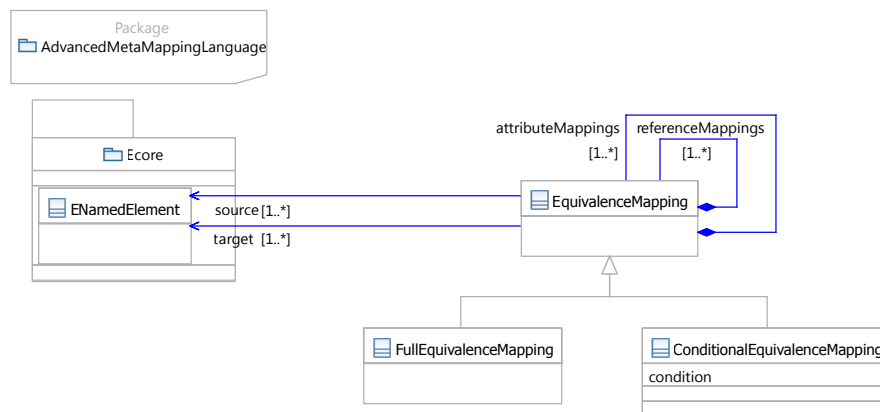 Package
AdvancedMetaMappingLanguage
attributeMappings
referenceMappings
[1..*]
[1..*]
Ecore
ENamedElement
EquivalenceMapping
source [1..*]
target [1..*]
FullEquivalenceMapping
ConditionalEquivalenceMapping
condition